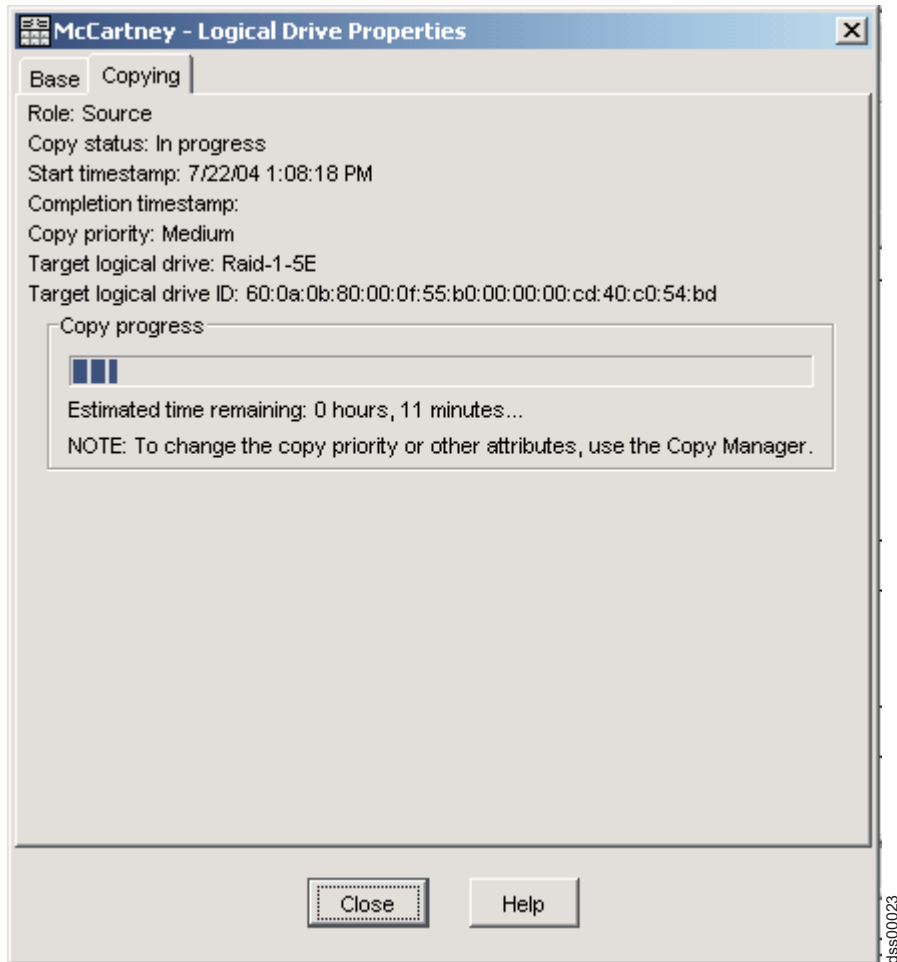 McCartney - Logical Drive Properties
Base
Copying
Role: Source
Copy status: In progress
Start timestamp: 7/22/04 1:08:18 PM
Completion timestamp:
Copy priority: Medium
Target logical drive: Raid-1-5E
Target logical drive ID: 60:0a:0b:80:00:0f:55:b0:00:00:00:cd:40:c0:54:bd
Copy progress
Estimated time remaining: 0 hours, 11 minutes...
NOTE: To change the copy priority or other attributes, use the Copy Manager.
Close
Help
dss00023